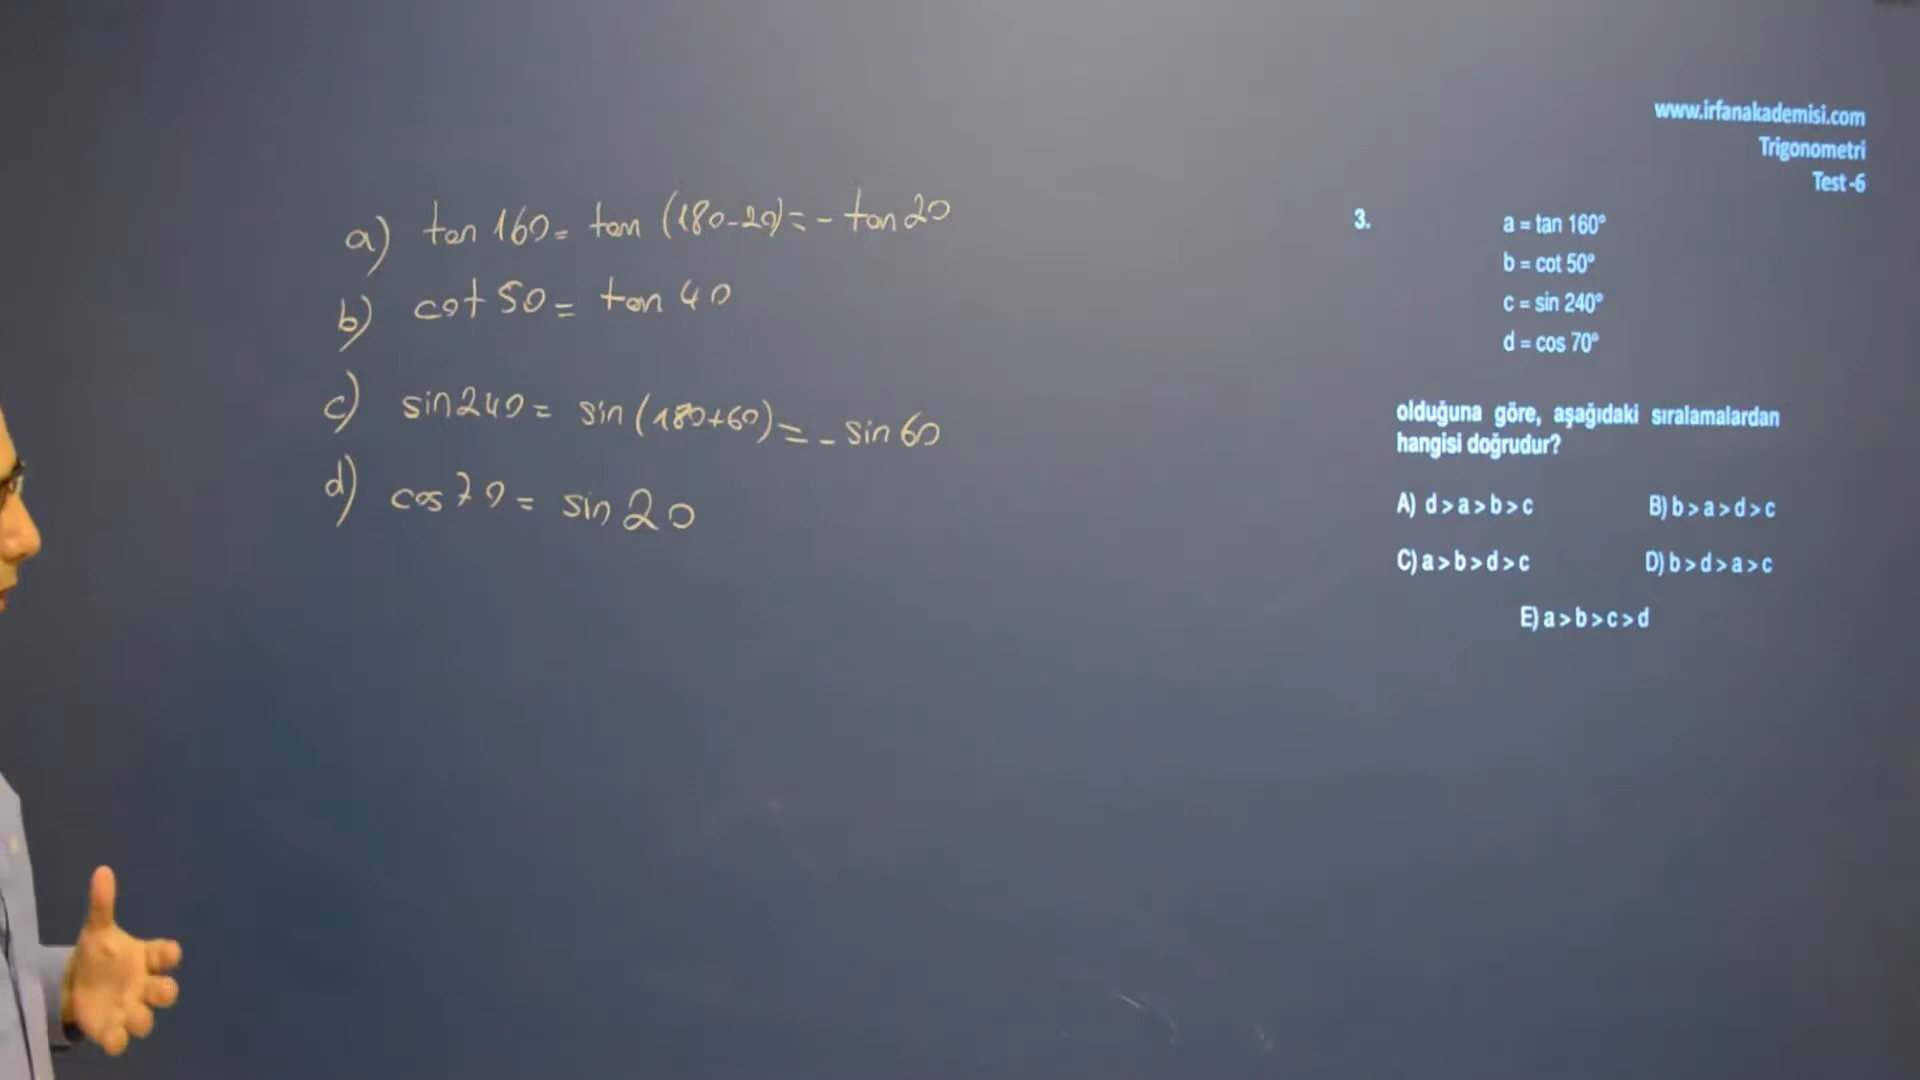 a) tan 160 = tan (180-20) = - tan 20
b) cot 50 = tan 40
c) sin 240 = sin (180+60) = - sin 60
d) cos 70 = sin 20
www.irfanakademisi.com
Trigonometri
Test -6
3.
a = tan 160°
b = cot 50°
c = sin 240°
d = cos 70°
olduğuna göre, aşağıdaki sıralamalardan
hangisi doğrudur?
A) d > a > b > c
B) b > a > d > c
C) a > b > d > c
D) b > d > a > c
E) a > b > c > d